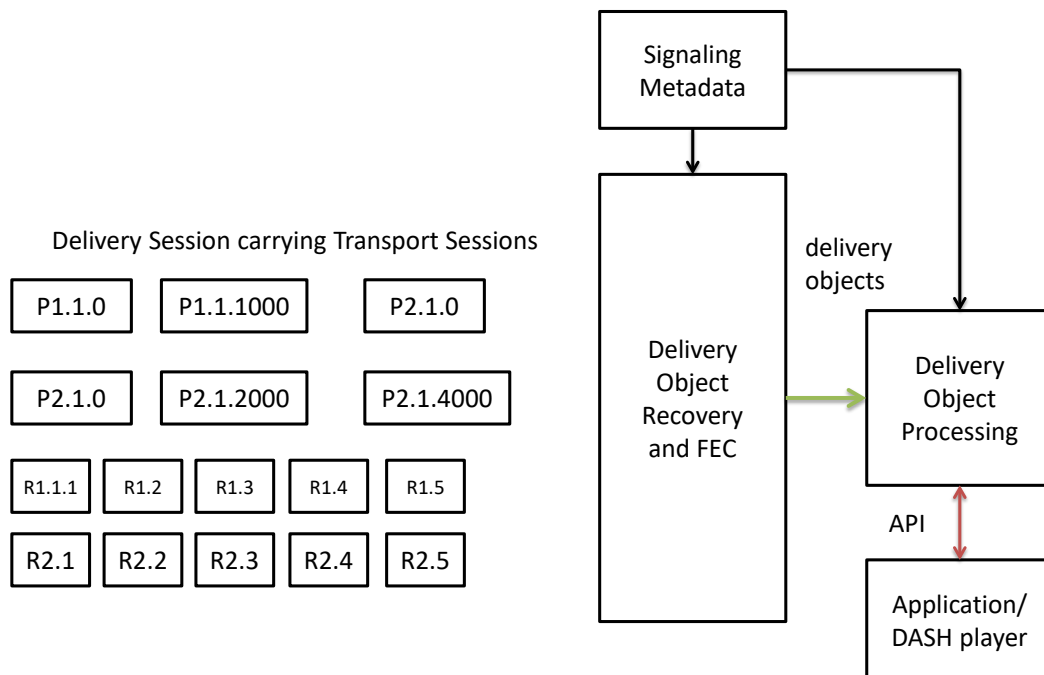 Signaling
Metadata
Delivery Session carrying Transport Sessions
P1.1.0
P1.1.1000
P2.1.0
P2.1.0
P2.1.2000
P2.1.4000
R1.1.1
R1.2
R1.3
R1.4
R1.5
R2.1
R2.2
R2.3
R2.4
R2.5
Delivery
Object
Recovery
and FEC
delivery
objects
Delivery
Object
Processing
API
Application/
DASH player